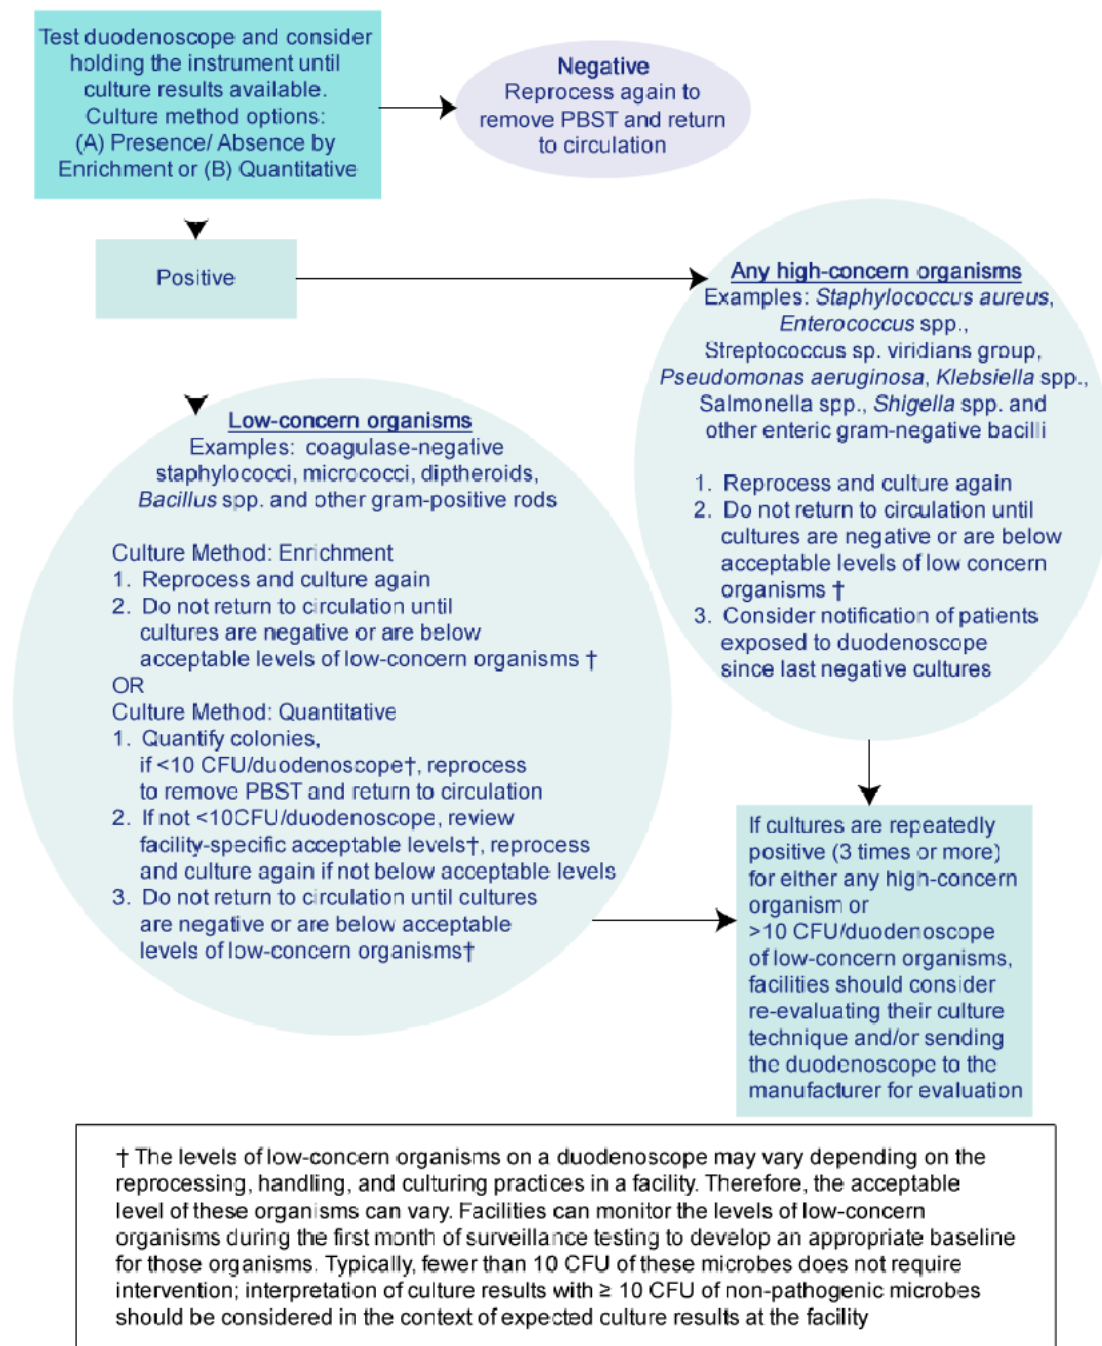 Test duodenoscope and consider
holding the instrument until
culture results available.
Culture method options:
(A) Presence/ Absence by
Enrichment or (B) Quantitative
Negative
Reprocess again to
remove PBST and return
to circulation
Positive
Any high-concern organisms
Examples: Staphylococcus aureus,
Enterococcus spp.,
Streptococcus sp. viridians group,
Pseudomonas aeruginosa, Klebsiella spp.,
Salmonella spp., Shigella spp. and
other enteric gram-negative bacilli
1. Reprocess and culture again
2. Do not return to circulation until
cultures are negative or are below
acceptable levels of low concern
organisms †
3. Consider notification of patients
exposed to duodenoscope
since last negative cultures
Low-concern organisms
Examples: coagulase-negative
staphylococci, micrococci, diptheroids,
Bacillus spp. and other gram-positive rods
Culture Method: Enrichment
1. Reprocess and culture again
2. Do not return to circulation until
cultures are negative or are below
acceptable levels of low-concern organisms †
OR
Culture Method: Quantitative
1. Quantify colonies,
if <10 CFU/duodenoscope†, reprocess
to remove PBST and return to circulation
2. If not <10CFU/duodenoscope, review
facility-specific acceptable levels†, reprocess
and culture again if not below acceptable levels
3. Do not return to circulation until cultures
are negative or are below acceptable
levels of low-concern organisms†
If cultures are repeatedly
positive (3 times or more)
for either any high-concern
organism or
>10 CFU/duodenoscope
of low-concern organisms,
facilities should consider
re-evaluating their culture
technique and/or sending
the duodenoscope to the
manufacturer for evaluation
† The levels of low-concern organisms on a duodenoscope may vary depending on the
reprocessing, handling, and culturing practices in a facility. Therefore, the acceptable
level of these organisms can vary. Facilities can monitor the levels of low-concern
organisms during the first month of surveillance testing to develop an appropriate baseline
for those organisms. Typically, fewer than 10 CFU of these microbes does not require
intervention; interpretation of culture results with ≥ 10 CFU of non-pathogenic microbes
should be considered in the context of expected culture results at the facility